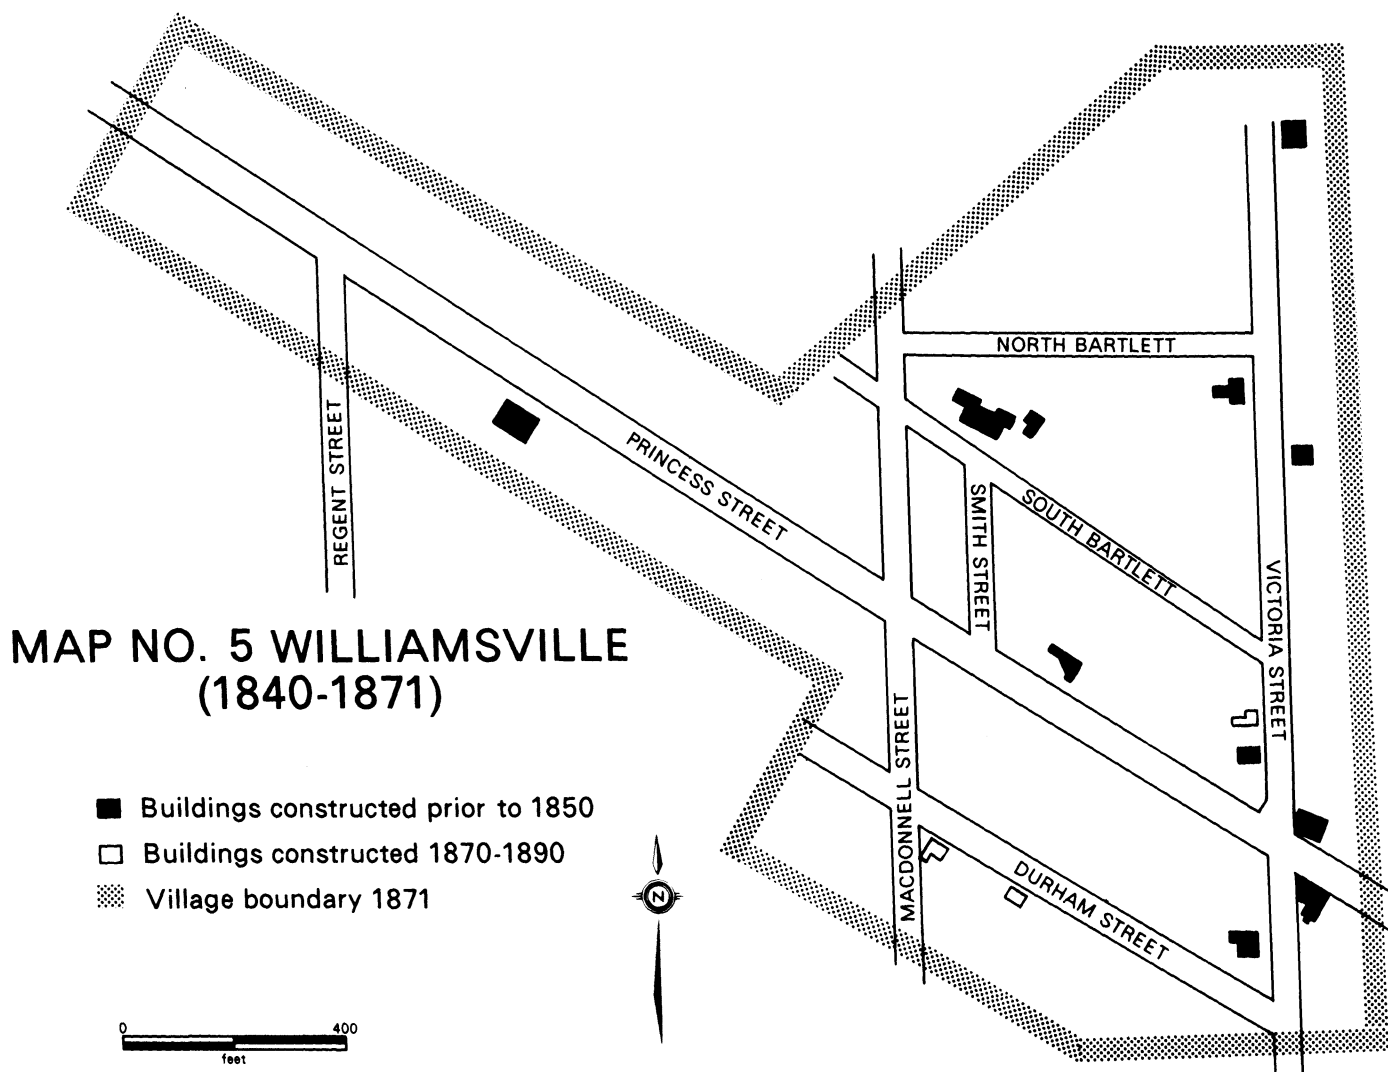 NORTH BARTLETT
REGENT STREET
PRINCESS STREET
SMITH STREET
SOUTH BARTLETT
VICTORIA STREET
MAP NO. 5 WILLIAMSVILLE
(1840-1871)
MACDONNELL STREET
Buildings constructed prior to 1850
Buildings constructed 1870-1890
Village boundary 1871
N
DURHAM STREET
0 400
feet